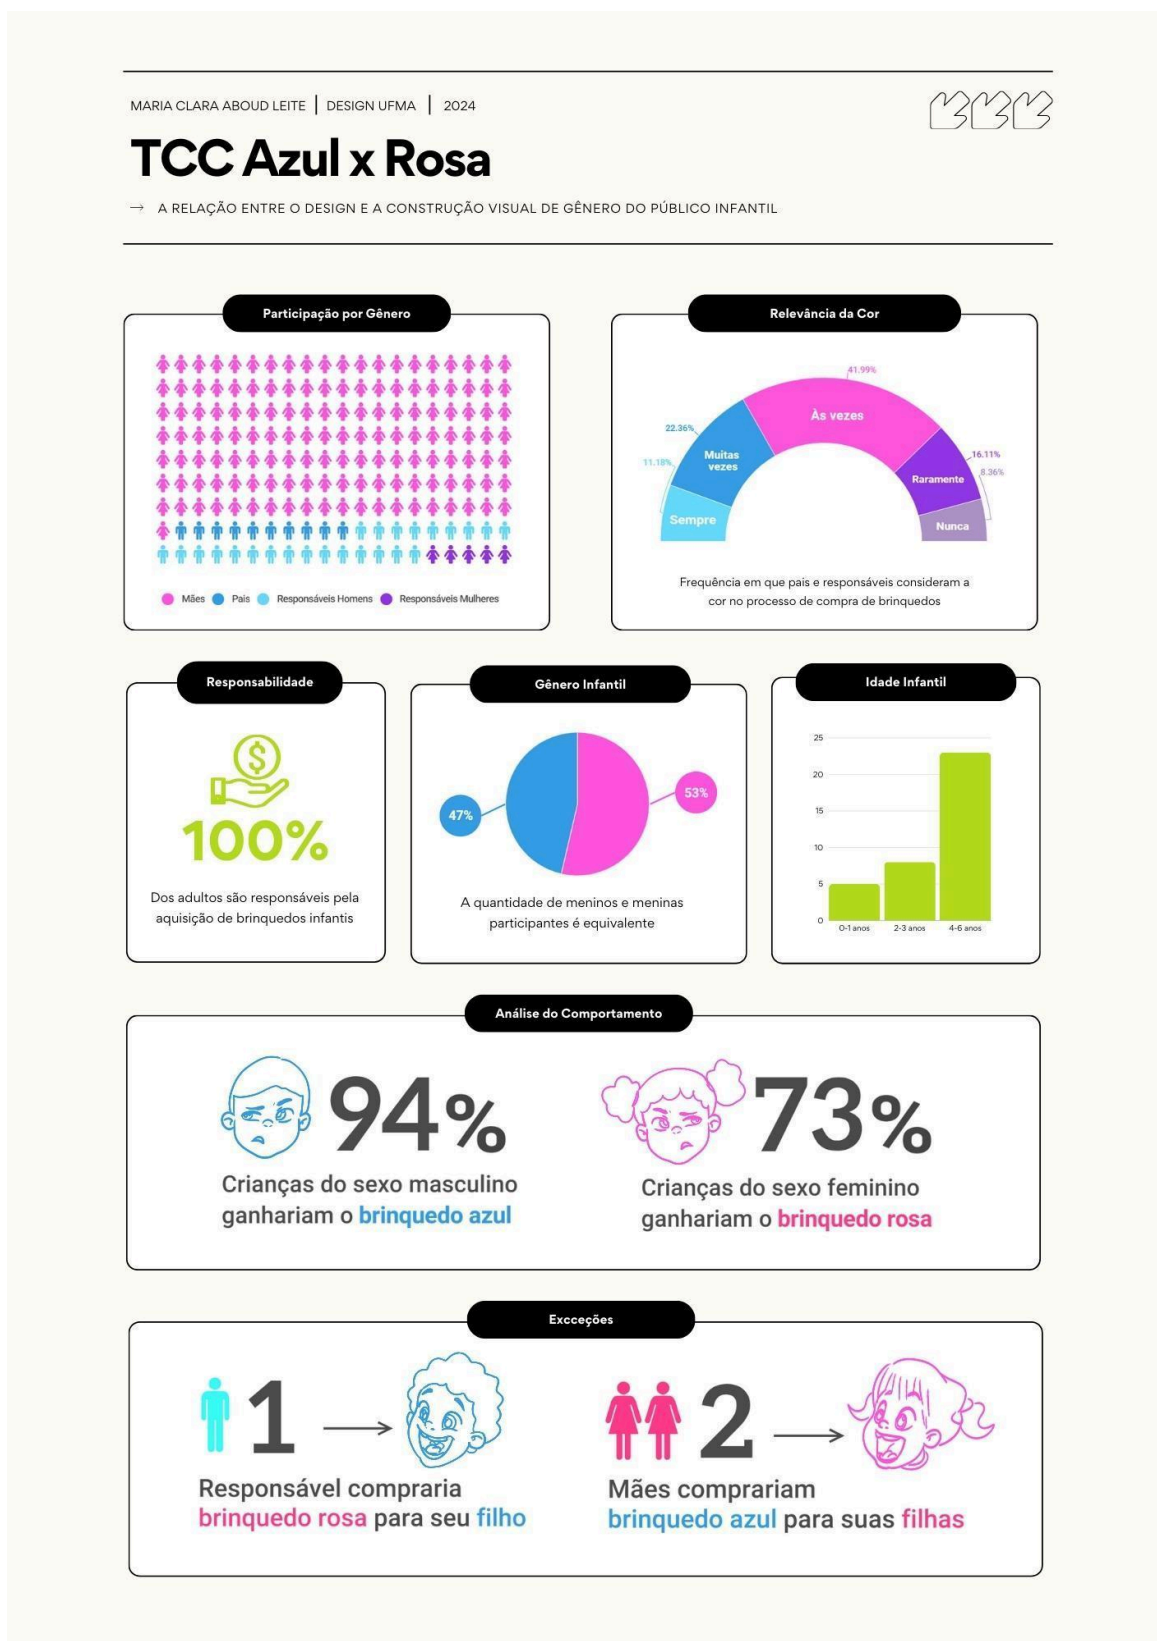 MARIA CLARA ABOUD LEITE | DESIGN UFMA | 2024
TCC Azul x Rosa
→ A RELAÇÃO ENTRE O DESIGN E A CONSTRUÇÃO VISUAL DE GÊNERO DO PÚBLICO INFANTIL
Participação por Gênero
Mães Pais Responsáveis Homens Responsáveis Mulheres
Relevância da Cor
41.99%
Às vezes
22.36%
Muitas
vezes
16.11%
11.18%
8.36%
Raramente
Sempre
Nunca
Frequência em que pais e responsáveis consideram a
cor no processo de compra de brinquedos
Responsabilidade
$
100%
Dos adultos são responsáveis pela
aquisição de brinquedos infantis
Gênero Infantil
53%
47%
A quantidade de meninos e meninas
participantes é equivalente
Idade Infantil
25
20
15
10
5
0
0-1 anos 2-3 anos 4-6 anos
Análise do Comportamento
94%
Crianças do sexo masculino
ganhariam o brinquedo azul
73%
Crianças do sexo feminino
ganhariam o brinquedo rosa
Excceções
1
Responsável compraria
brinquedo rosa para seu filho
2
Mães comprariam
brinquedo azul para suas filhas